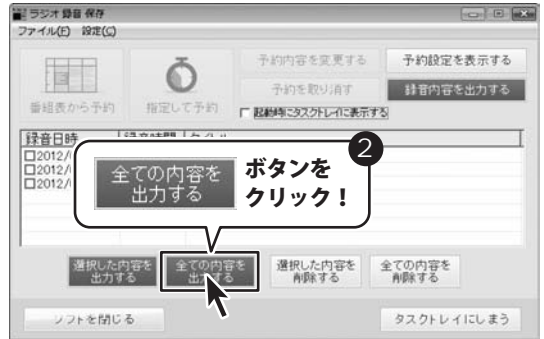 ラジオ 録音 保存
ファイル(F) 設定(C)
番組表から予約
指定して予約
予約内容を変更する
予約設定を表示する
予約を取り消す
録音内容を出力する
起動時にタスクトレイに表示する
録音日時
2012/
2012/
2012/
2
全ての内容を
出力する
ボタンを
クリック！
選択した内容を
出力する
全ての内容を
出力する
選択した内容を
削除する
全ての内容を
削除する
ソフトを閉じる
タスクトレイにしまう